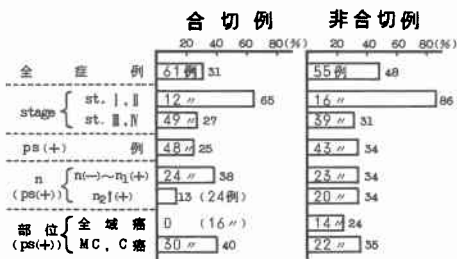 合切例 非合切例
20 40 60 80(%) 20 40 60 80(%)
全症例 61例 31 55例 48
stage { st. Ⅰ,Ⅱ 12〃 65 16〃 86
st. Ⅲ,Ⅳ 49〃 27 39〃 31
ps(+) 例 48〃 25 43〃 34
n (ps(+)) { n(−)~n₁(+) 24〃 38 23〃 34
n₂↑(+) 13 (24例) 20〃 34
部位 (ps(+)) { 全域癌 0 (16〃) 14〃 24
MC, C癌 30〃 40 22〃 35